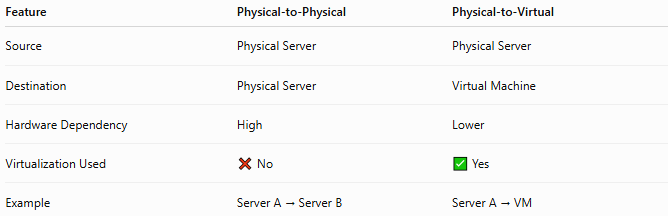 Feature Physical-to-Physical Physical-to-Virtual
Source Physical Server Physical Server
Destination Physical Server Virtual Machine
Hardware Dependency High Lower
Virtualization Used ❌ No ✅ Yes
Example Server A → Server B Server A → VM